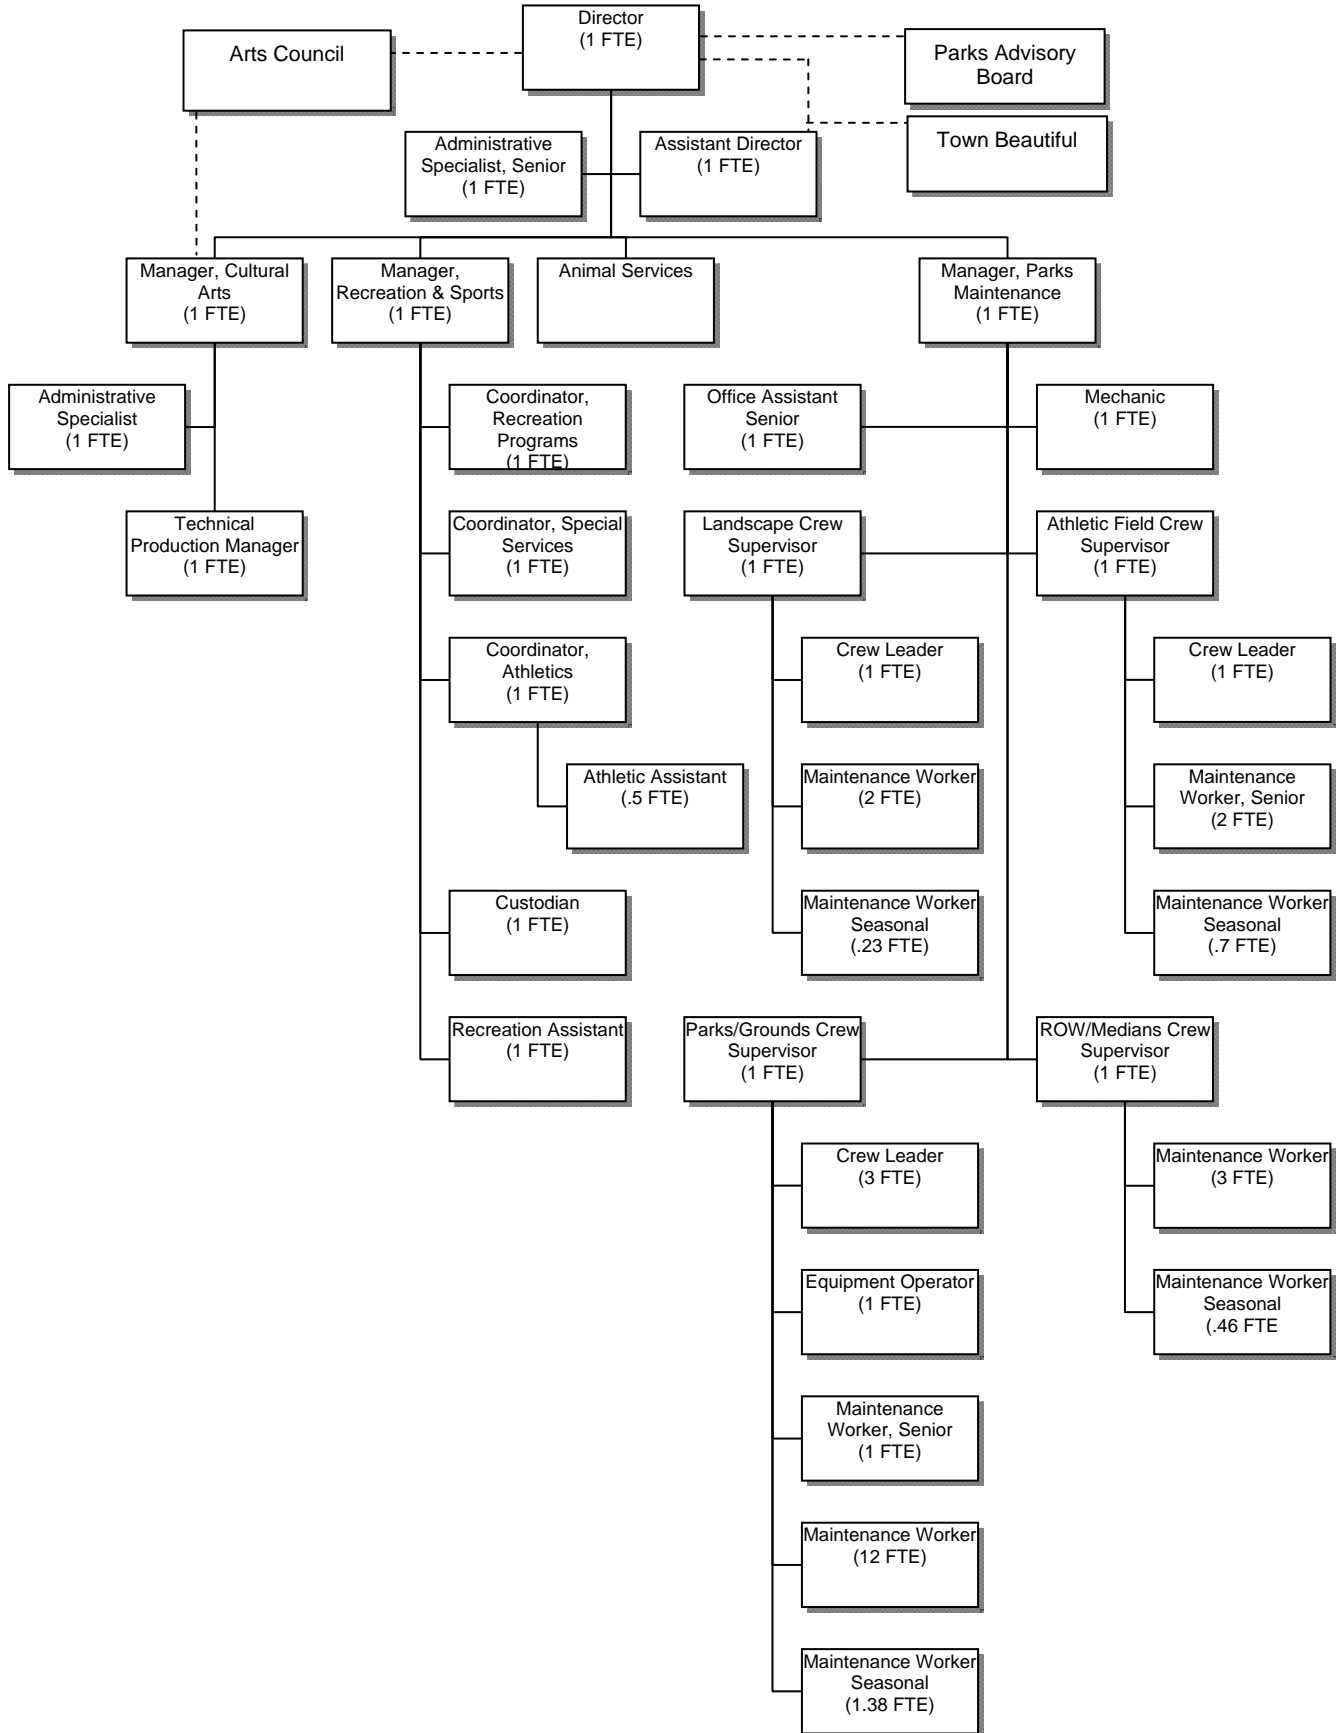 Director
(1 FTE)
Arts Council
Parks Advisory
Board
Town Beautiful
Administrative
Specialist, Senior
(1 FTE)
Assistant Director
(1 FTE)
Manager, Cultural
Arts
(1 FTE)
Manager,
Recreation & Sports
(1 FTE)
Animal Services
Manager, Parks
Maintenance
(1 FTE)
Administrative
Specialist
(1 FTE)
Coordinator,
Recreation
Programs
(1 FTE)
Office Assistant
Senior
(1 FTE)
Mechanic
(1 FTE)
Technical
Production Manager
(1 FTE)
Coordinator, Special
Services
(1 FTE)
Landscape Crew
Supervisor
(1 FTE)
Athletic Field Crew
Supervisor
(1 FTE)
Coordinator,
Athletics
(1 FTE)
Crew Leader
(1 FTE)
Crew Leader
(1 FTE)
Athletic Assistant
(.5 FTE)
Maintenance Worker
(2 FTE)
Maintenance
Worker, Senior
(2 FTE)
Custodian
(1 FTE)
Maintenance Worker
Seasonal
(.23 FTE)
Maintenance Worker
Seasonal
(.7 FTE)
Recreation Assistant
(1 FTE)
Parks/Grounds Crew
Supervisor
(1 FTE)
ROW/Medians Crew
Supervisor
(1 FTE)
Crew Leader
(3 FTE)
Maintenance Worker
(3 FTE)
Equipment Operator
(1 FTE)
Maintenance Worker
Seasonal
(.46 FTE
Maintenance
Worker, Senior
(1 FTE)
Maintenance Worker
(12 FTE)
Maintenance Worker
Seasonal
(1.38 FTE)